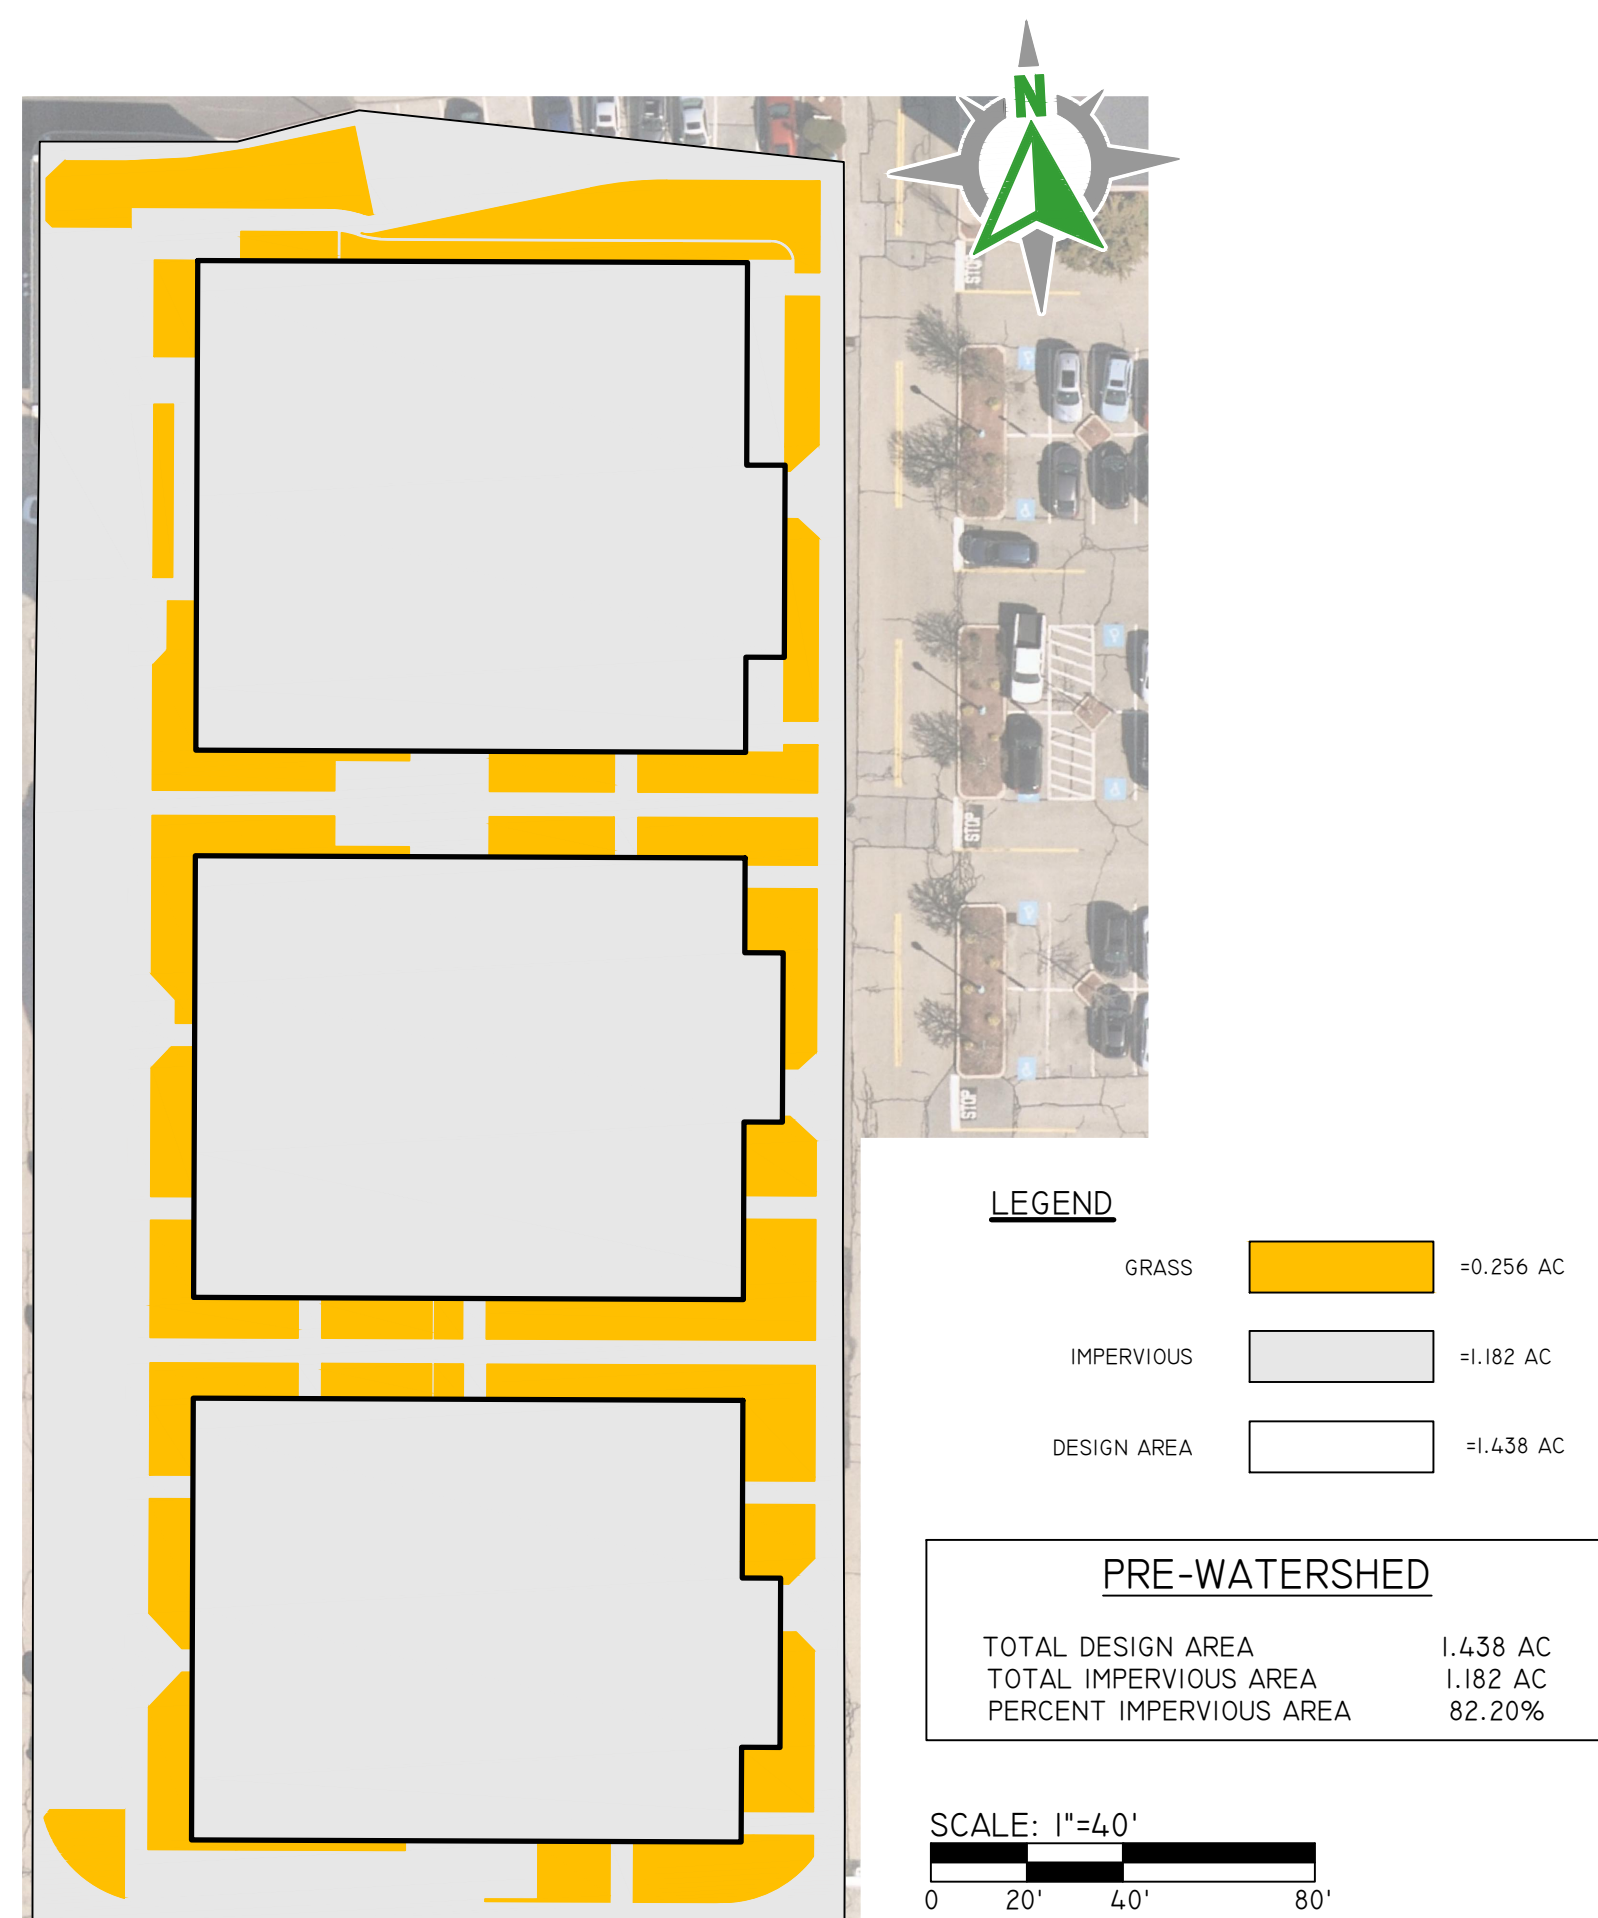 N
STOP
STOP
STOP
LEGEND
GRASS =0.256 AC
IMPERVIOUS =1.182 AC
DESIGN AREA =1.438 AC
PRE-WATERSHED
TOTAL DESIGN AREA 1.438 AC
TOTAL IMPERVIOUS AREA 1.182 AC
PERCENT IMPERVIOUS AREA 82.20%
SCALE: 1"=40'
0 20' 40' 80'